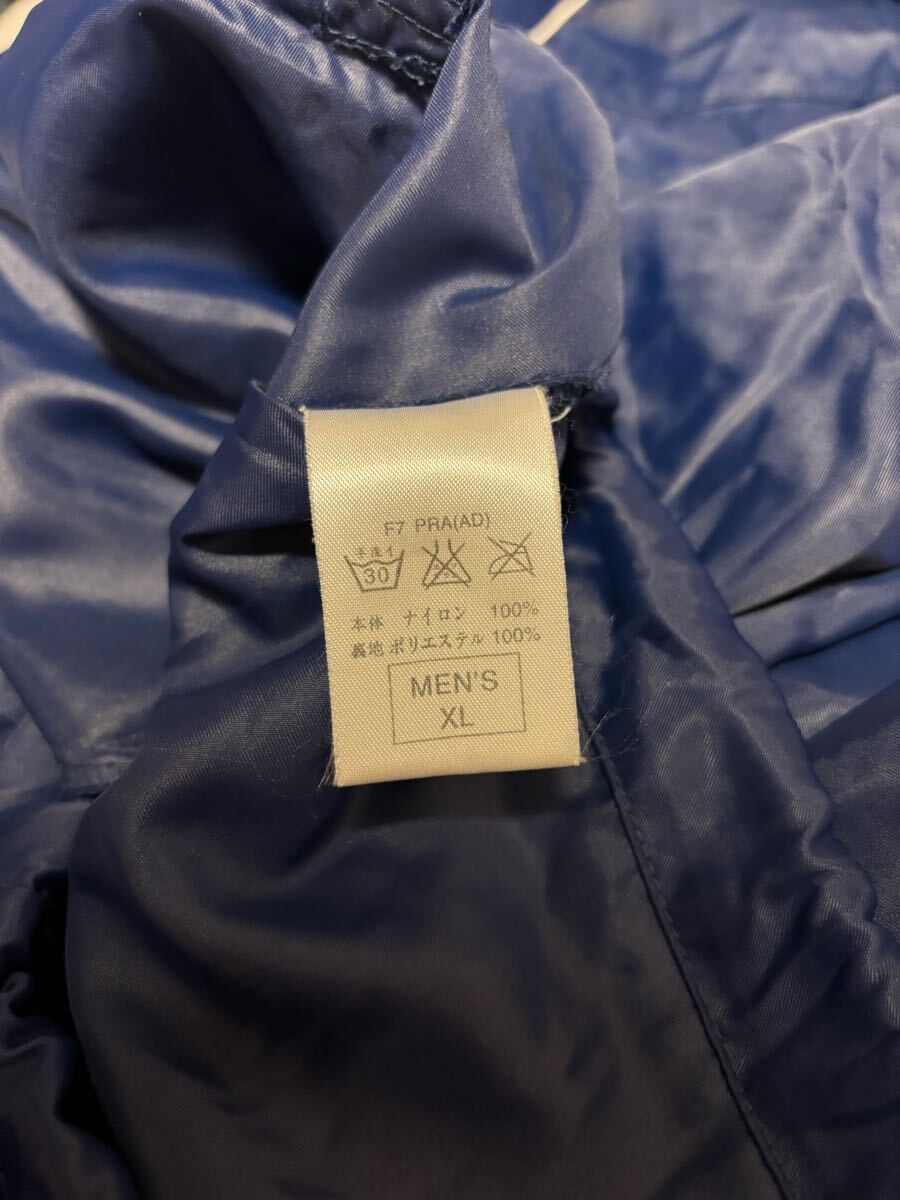 F7 PRA(AD)
手洗イ
30
本体 ナイロン 100%
裏地 ポリエステル 100%
MEN'S
XL